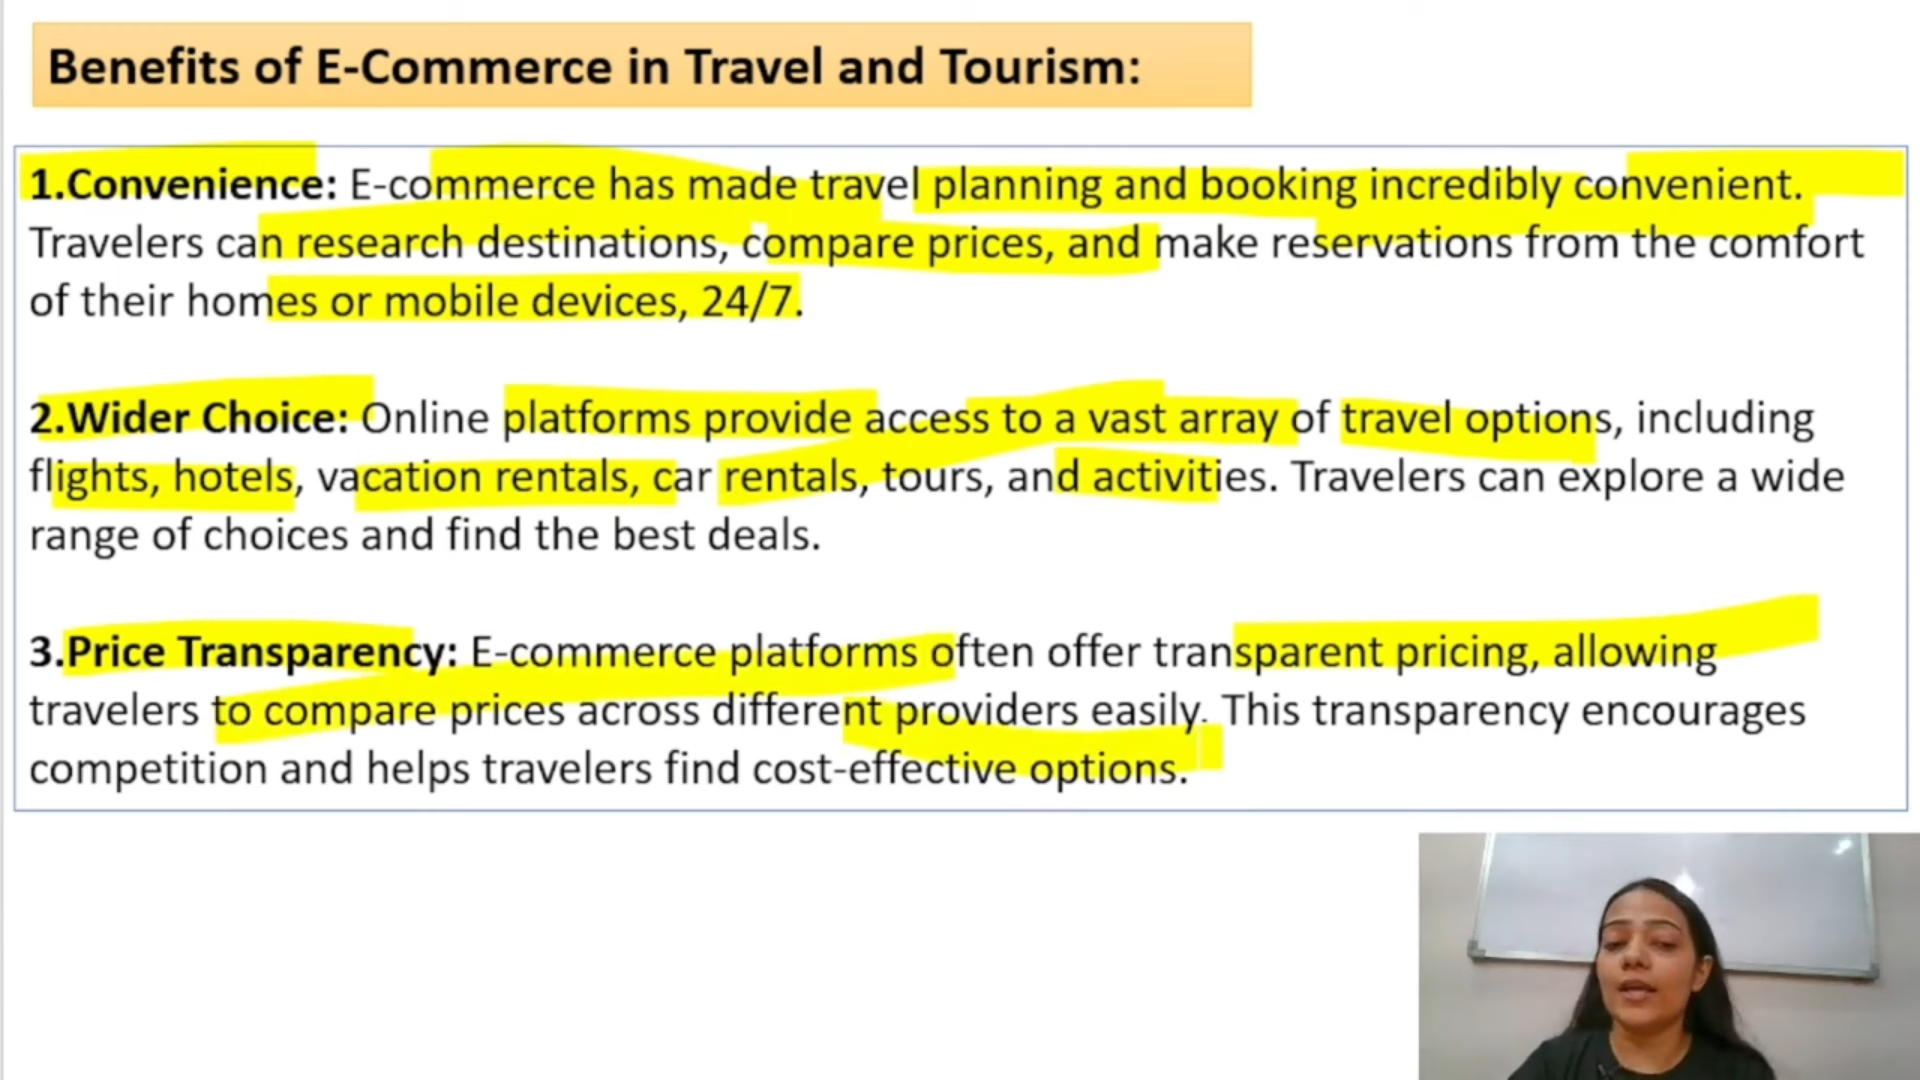 Benefits of E-Commerce in Travel and Tourism:
1.Convenience: E-commerce has made travel planning and booking incredibly convenient.
Travelers can research destinations, compare prices, and make reservations from the comfort
of their homes or mobile devices, 24/7.
2.Wider Choice: Online platforms provide access to a vast array of travel options, including
flights, hotels, vacation rentals, car rentals, tours, and activities. Travelers can explore a wide
range of choices and find the best deals.
3.Price Transparency: E-commerce platforms often offer transparent pricing, allowing
travelers to compare prices across different providers easily. This transparency encourages
competition and helps travelers find cost-effective options.